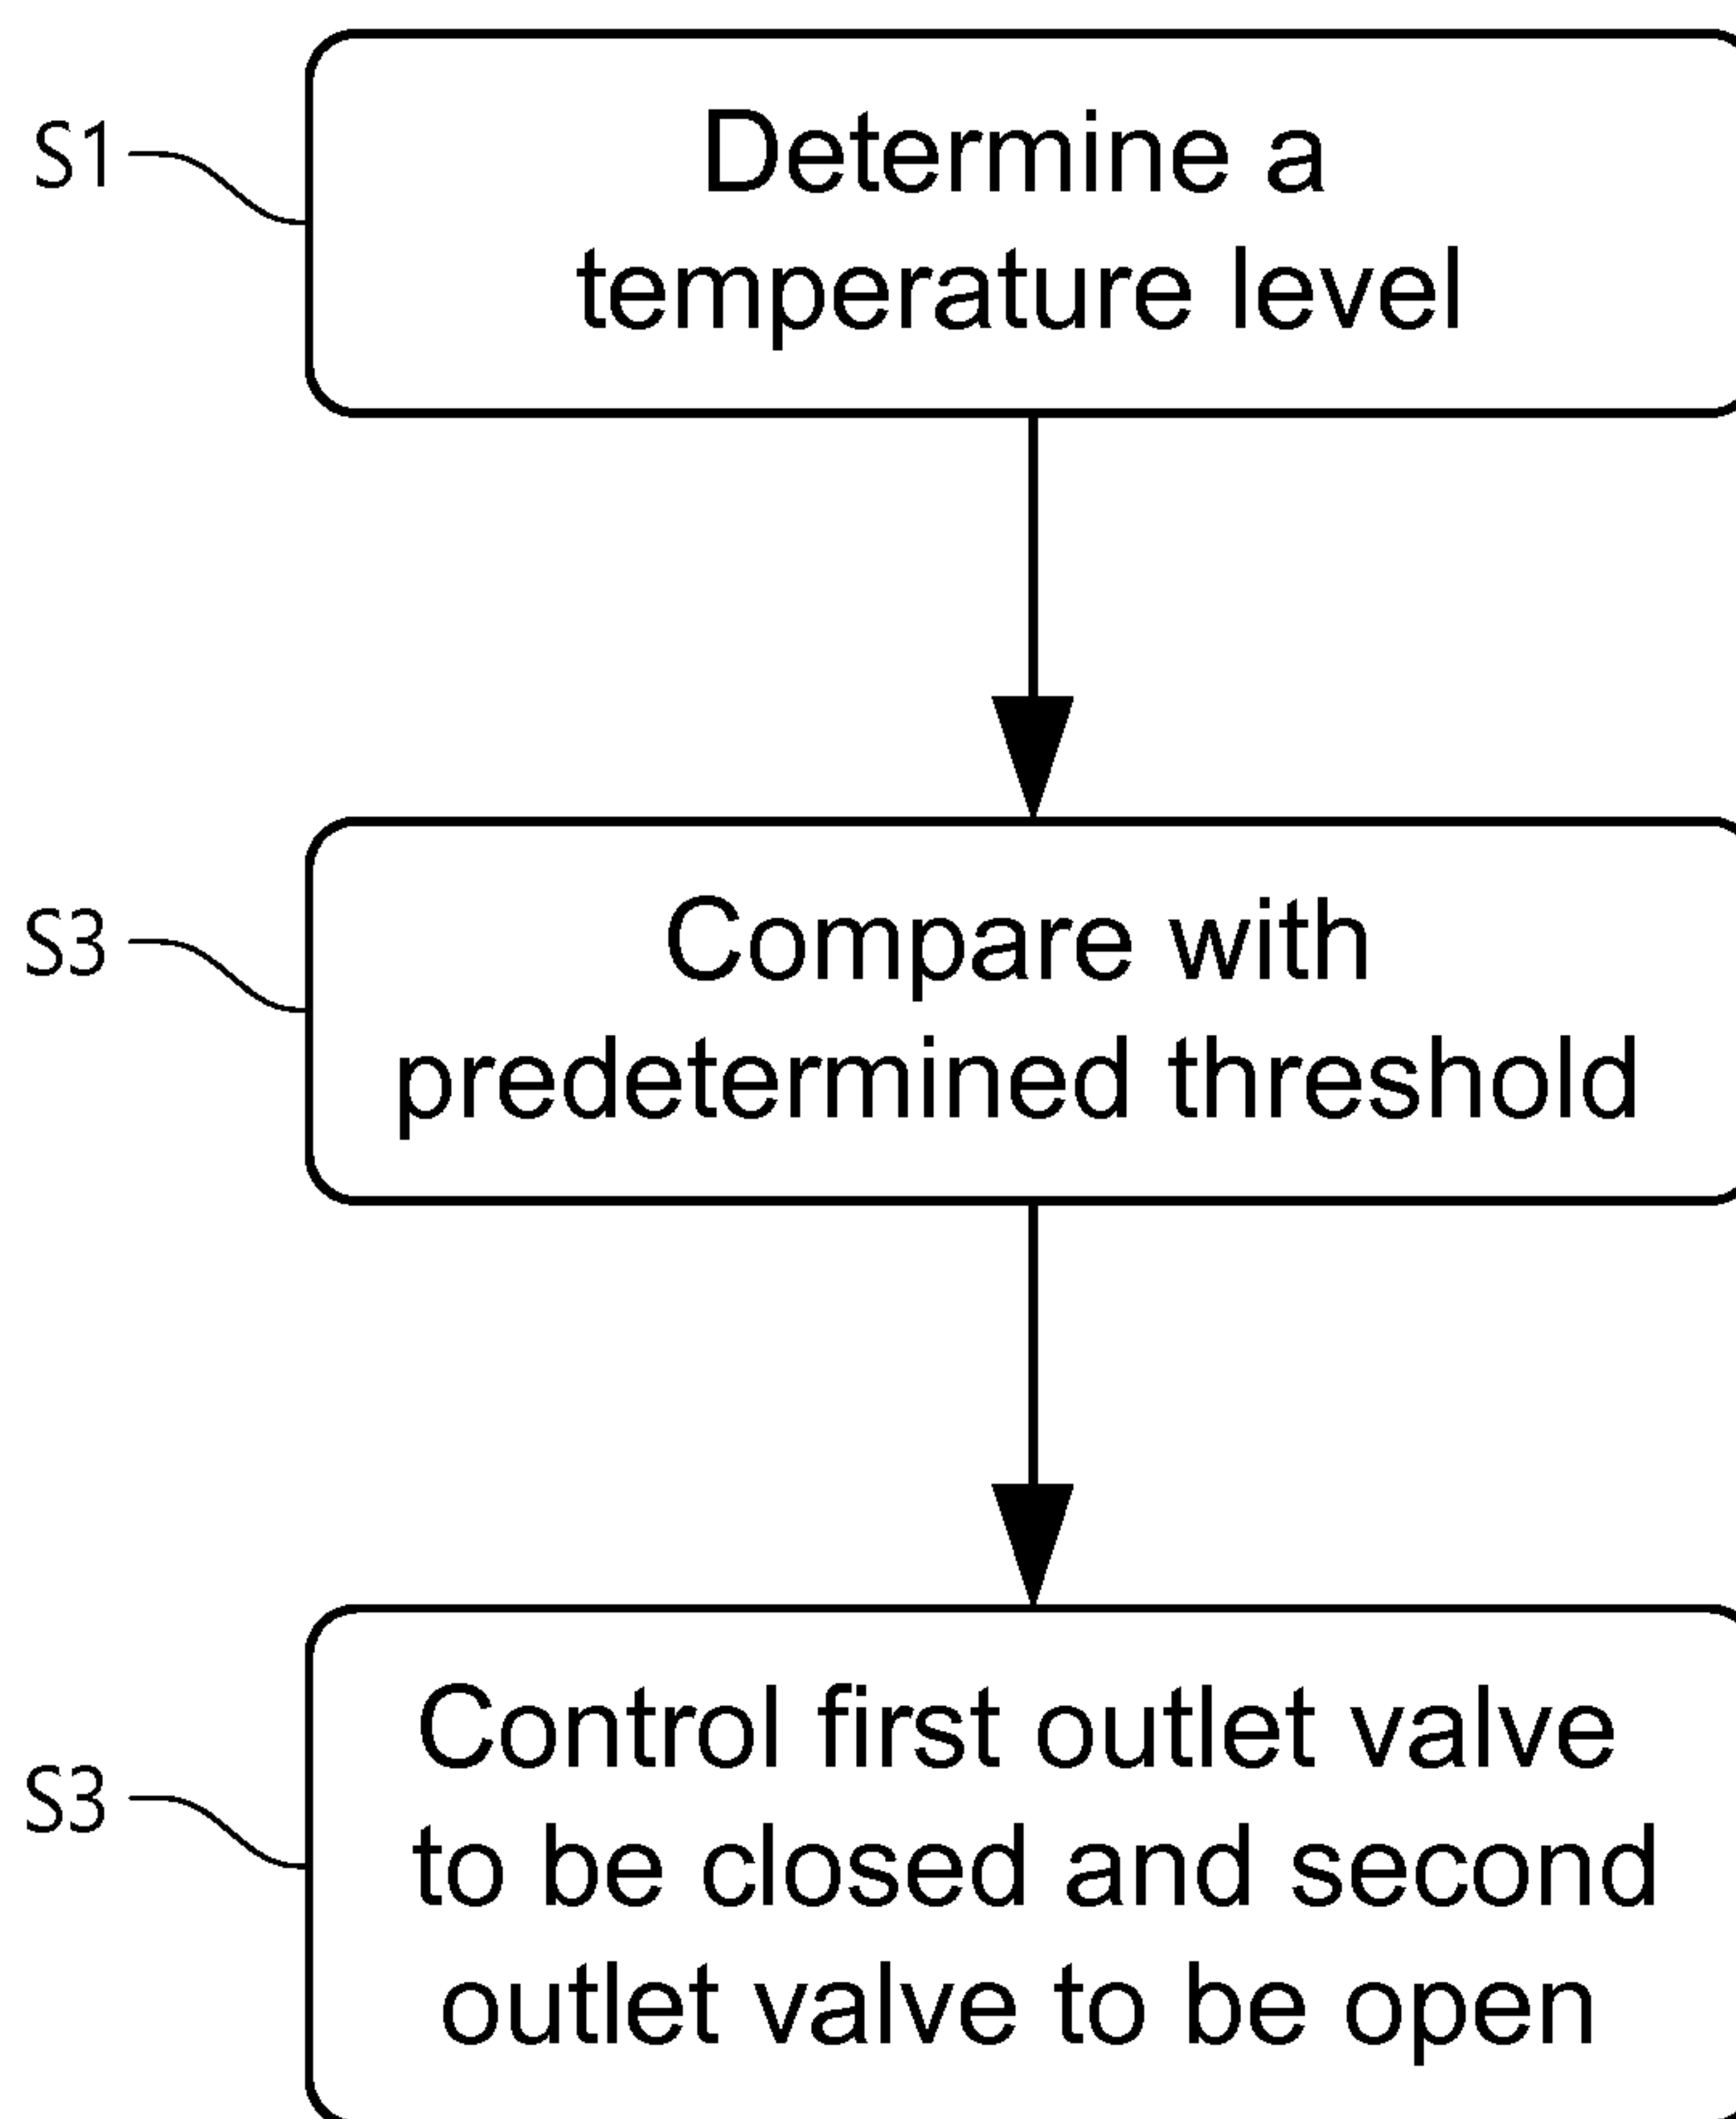 S1
Determine a
temperature level
S3
Compare with
predetermined threshold
S3
Control first outlet valve
to be closed and second
outlet valve to be open